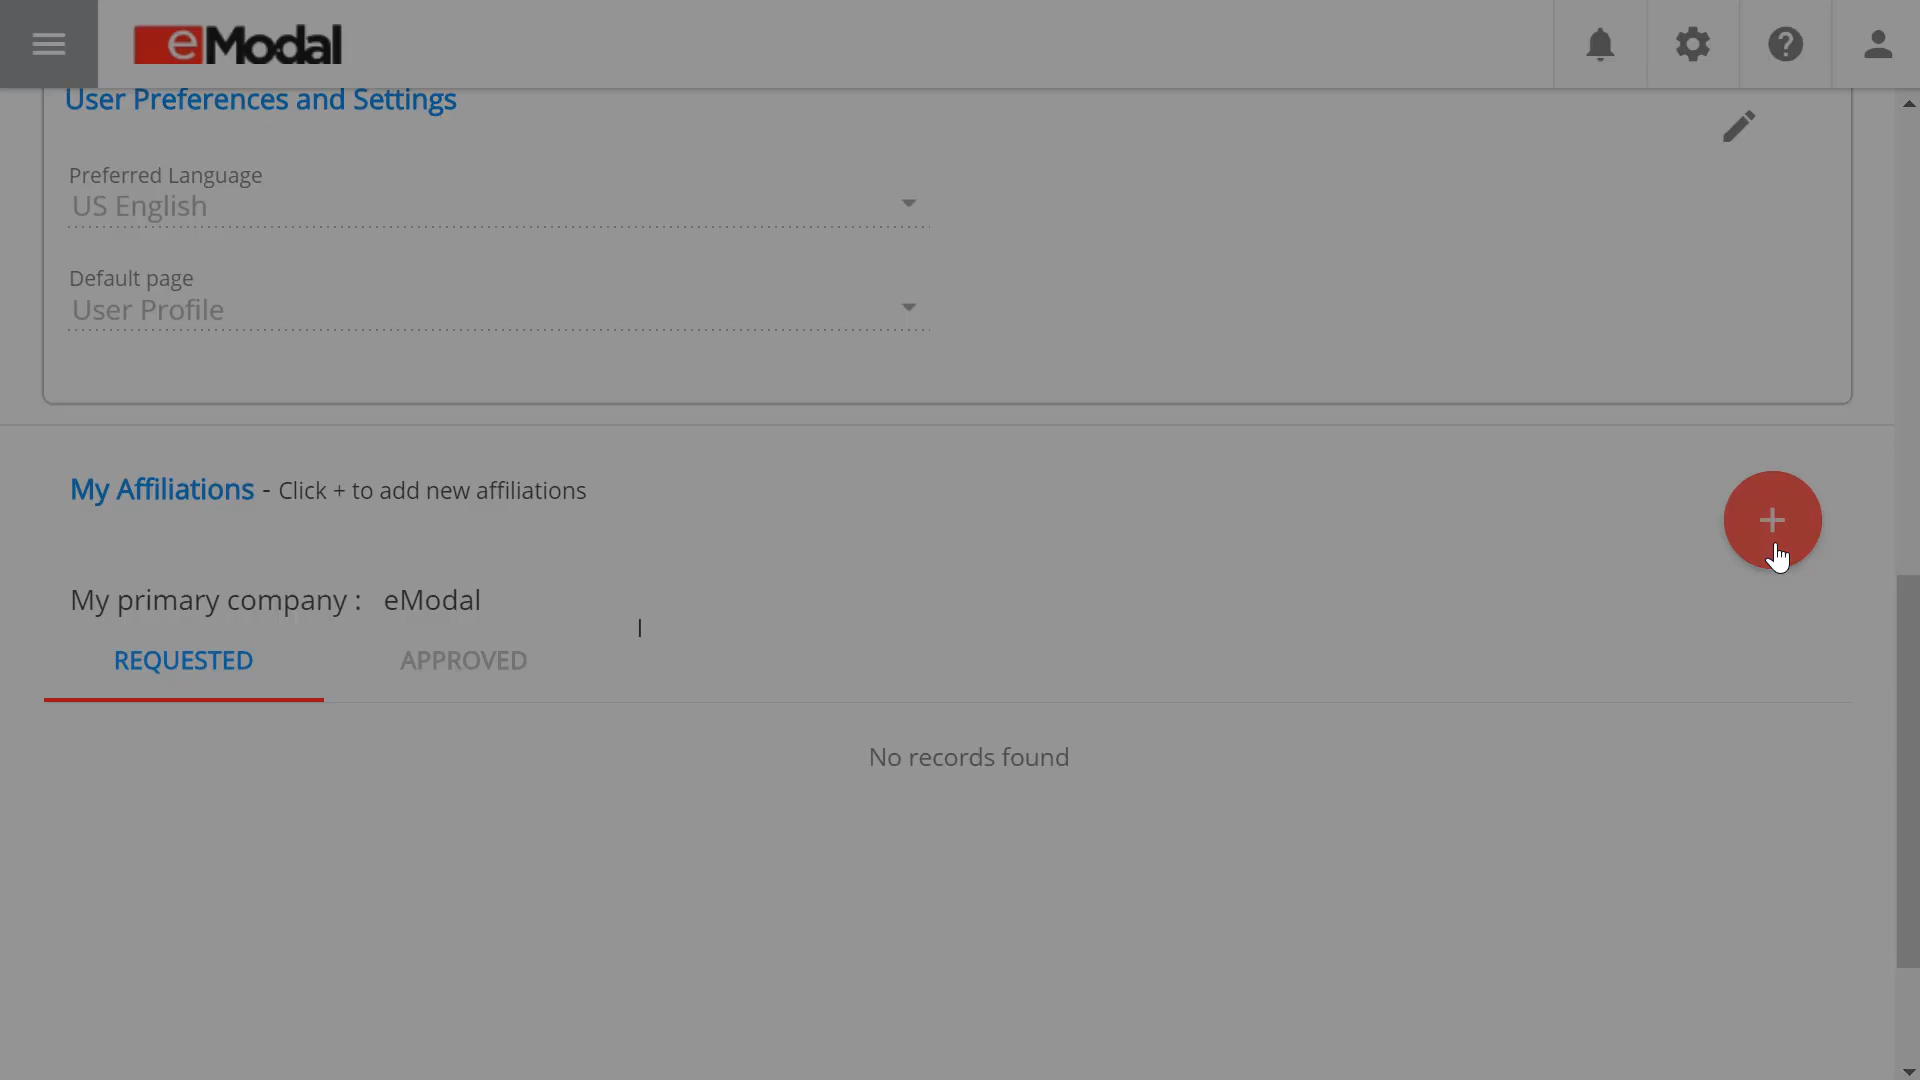 eModal
User Preferences and Settings
Preferred Language
US English
Default page
User Profile
My Affiliations - Click + to add new affiliations
My primary company : eModal
REQUESTED APPROVED
No records found